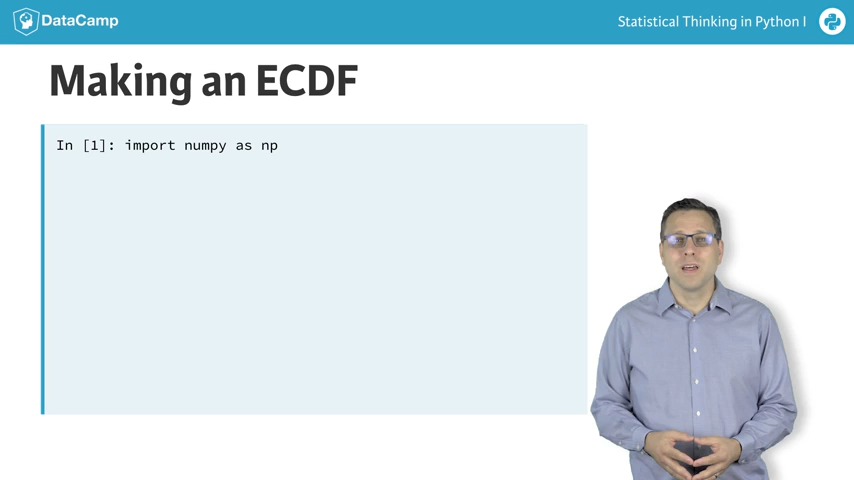 DataCamp
Statistical Thinking in Python I
Making an ECDF
In [1]: import numpy as np